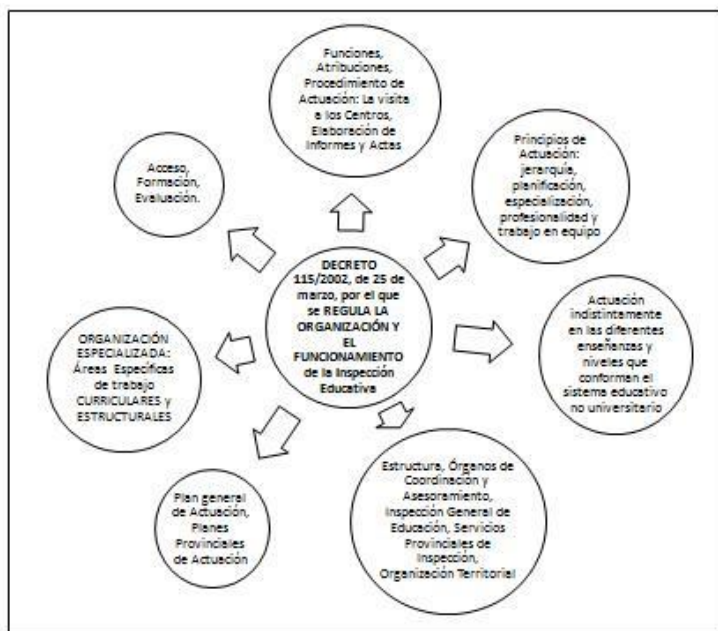 Funciones,
Atribuciones,
Procedimiento de
Actuación: La visita
a los Centros,
Elaboración de
Informes y Actas
Principios de
Actuación:
jerarquía,
planificación,
especialización,
profesionalidad y
trabajo en equipo
Actuación
indistintamente
en las diferentes
enseñanzas y
niveles que
conforman el
sistema educativo
no universitario
Estructura, Órganos de
Coordinación y
Asesoramiento,
Inspección General de
Educación, Servicios
Provinciales de
Inspección,
Organización Territorial
Plan general
de Actuación,
Planes
Provinciales
de Actuación
ORGANIZACIÓN
ESPECIALIZADA:
Áreas Específicas
de trabajo
CURRICULARES y
ESTRUCTURALES
Acceso,
Formación,
Evaluación.
DECRETO
115/2002, de 25 de
marzo, por el que
se REGULA LA
ORGANIZACIÓN Y
EL
FUNCIONAMIENTO
de la Inspección
Educativa